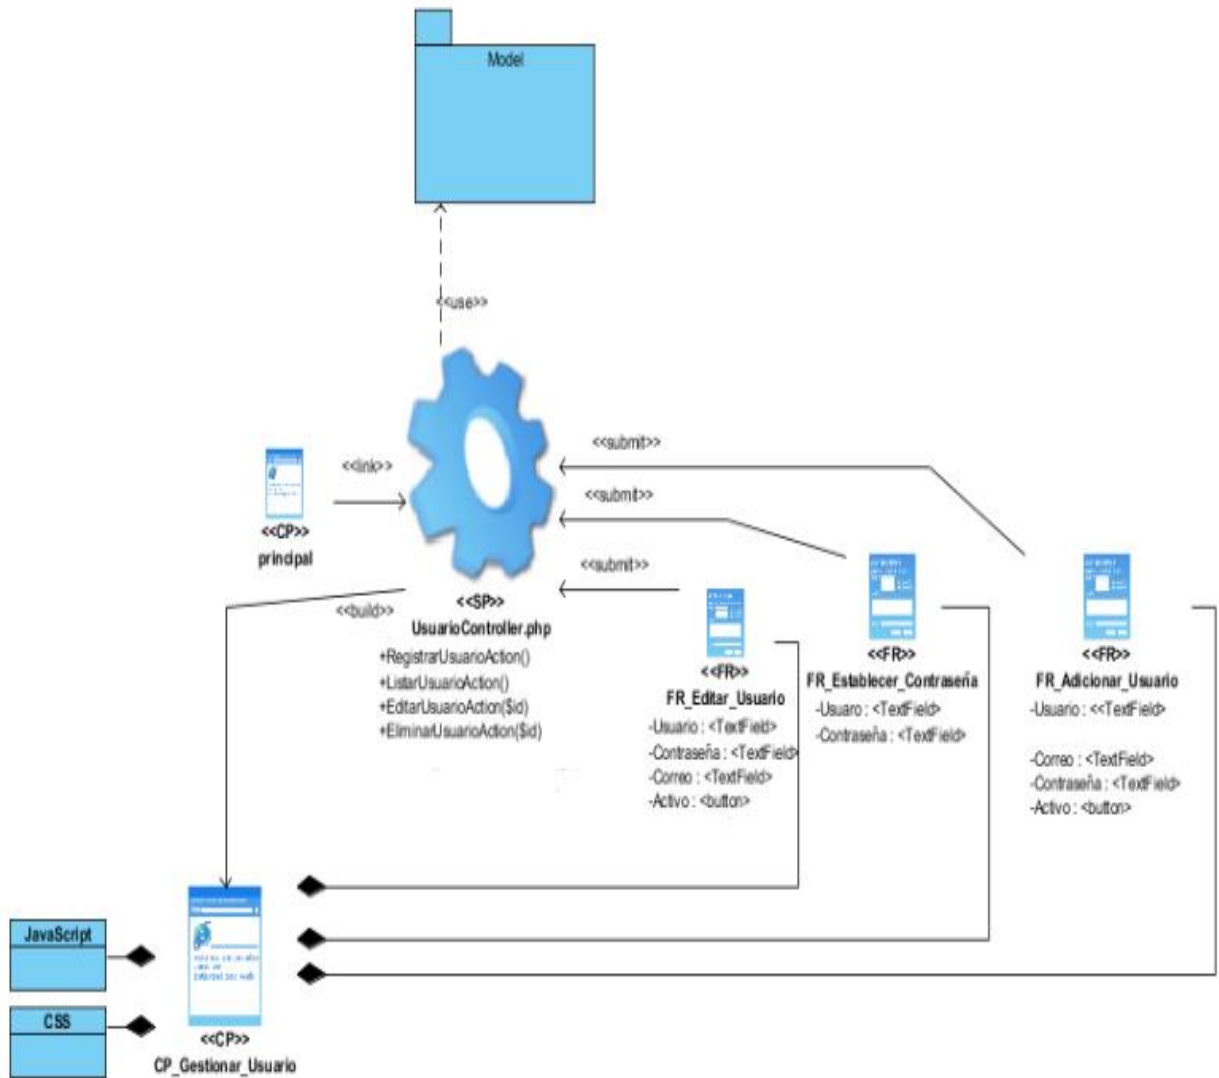 Model
<<use>>
<<submit>>
<<link>>
<<submit>>
<<CP>>
principal
<<submit>>
<<build>>
<<SP>>
UsuarioController.php
+RegistrarUsuarioAction()
+ListarUsuarioAction()
+EditarUsuarioAction($id)
+EliminarUsuarioAction($id)
<<FR>>
FR_Editar_Usuario
-Usuario : <TextField>
-Contraseña : <TextField>
-Correo : <TextField>
-Activo : <button>
<<FR>>
FR_Establecer_Contraseña
-Usuaro : <TextField>
-Contraseña : <TextField>
<<FR>>
FR_Adicionar_Usuario
-Usuario : <<TextField>
-Correo : <TextField>
-Contraseña : <TextField>
-Activo : <button>
JavaScript
CSS
<<CP>>
CP_Gestionar_Usuario